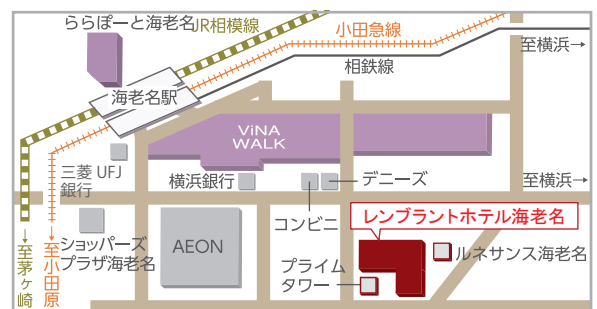 ららぽーと海老名
JR相模線
小田急線
至横浜→
相鉄線
海老名駅
ViNA
WALK
三菱 UFJ
銀行
横浜銀行
デニーズ
至横浜→
コンビニ
レンブラントホテル海老名
ショッパーズ
プラザ海老名
AEON
ルネサンス海老名
プライム
タワー
→至茅ヶ崎
→至小田原